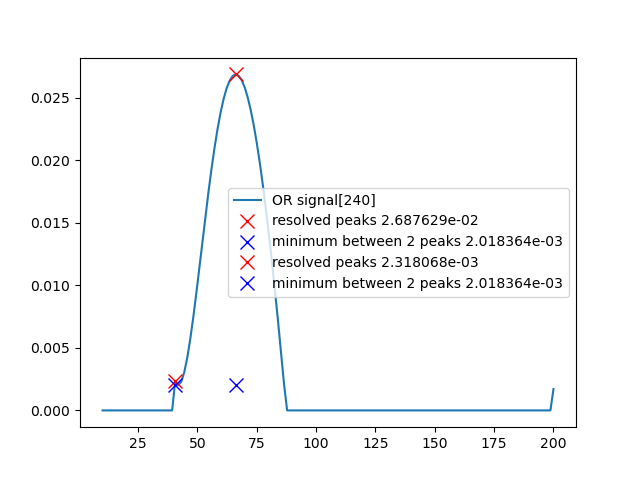 0.025
0.020
0.015
0.010
0.005
0.000
OR signal[240]
resolved peaks 2.687629e-02
minimum between 2 peaks 2.018364e-03
resolved peaks 2.318068e-03
minimum between 2 peaks 2.018364e-03
25 50 75 100 125 150 175 200